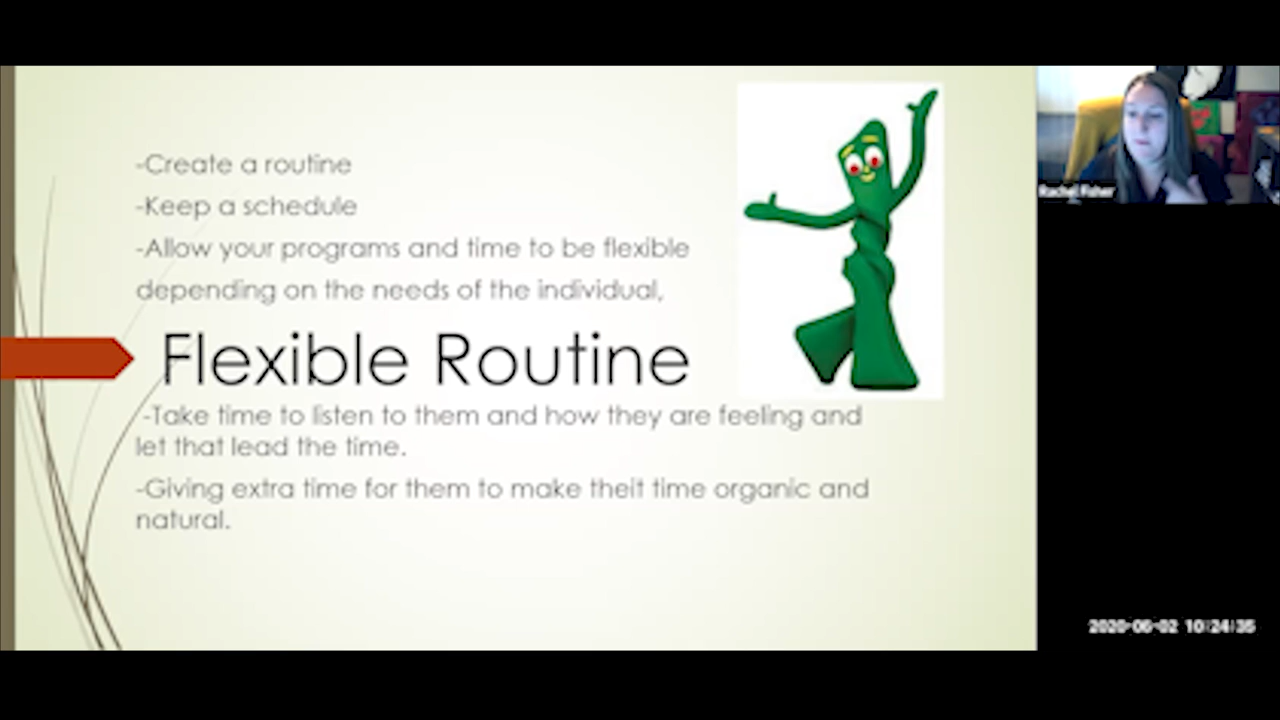 -Create a routine
-Keep a schedule
-Allow your programs and time to be flexible
depending on the needs of the individual,
Flexible Routine
-Take time to listen to them and how they are feeling and
let that lead the time.
-Giving extra time for them to make theit time organic and
natural.
Rachel Fisher
2020-06-02 10:24:35